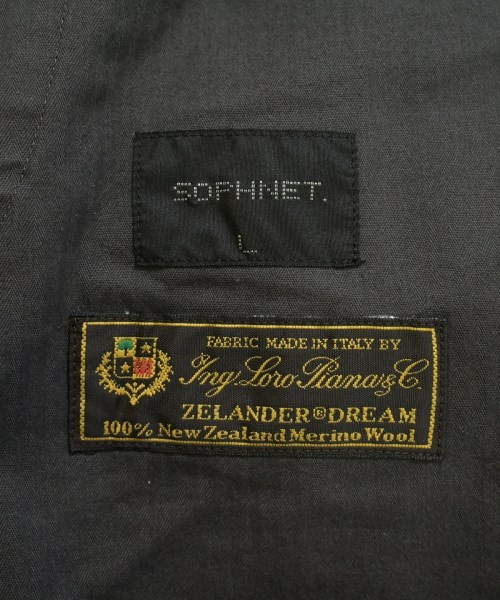 SOPHNET.
L
FABRIC MADE IN ITALY BY
Ing. Loro Piana & C.
ZELANDER®DREAM
100% New Zealand Merino Wool